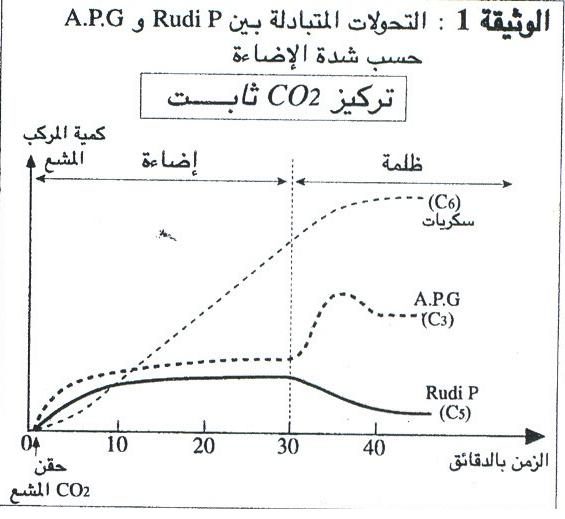 الوثيقة 1 : التحولات المتبادلة بين Rudi P و A.P.G
حسب شدة الإضاءة
تركيز CO2 ثابـــــت
كمية المركب
المشع
إضاءة
ظلمة
(C6)
سكريات
A.P.G
(C3)
Rudi P
(C5)
0
10
20
30
40
الزمن بالدقائق
حقن
CO2 المشع